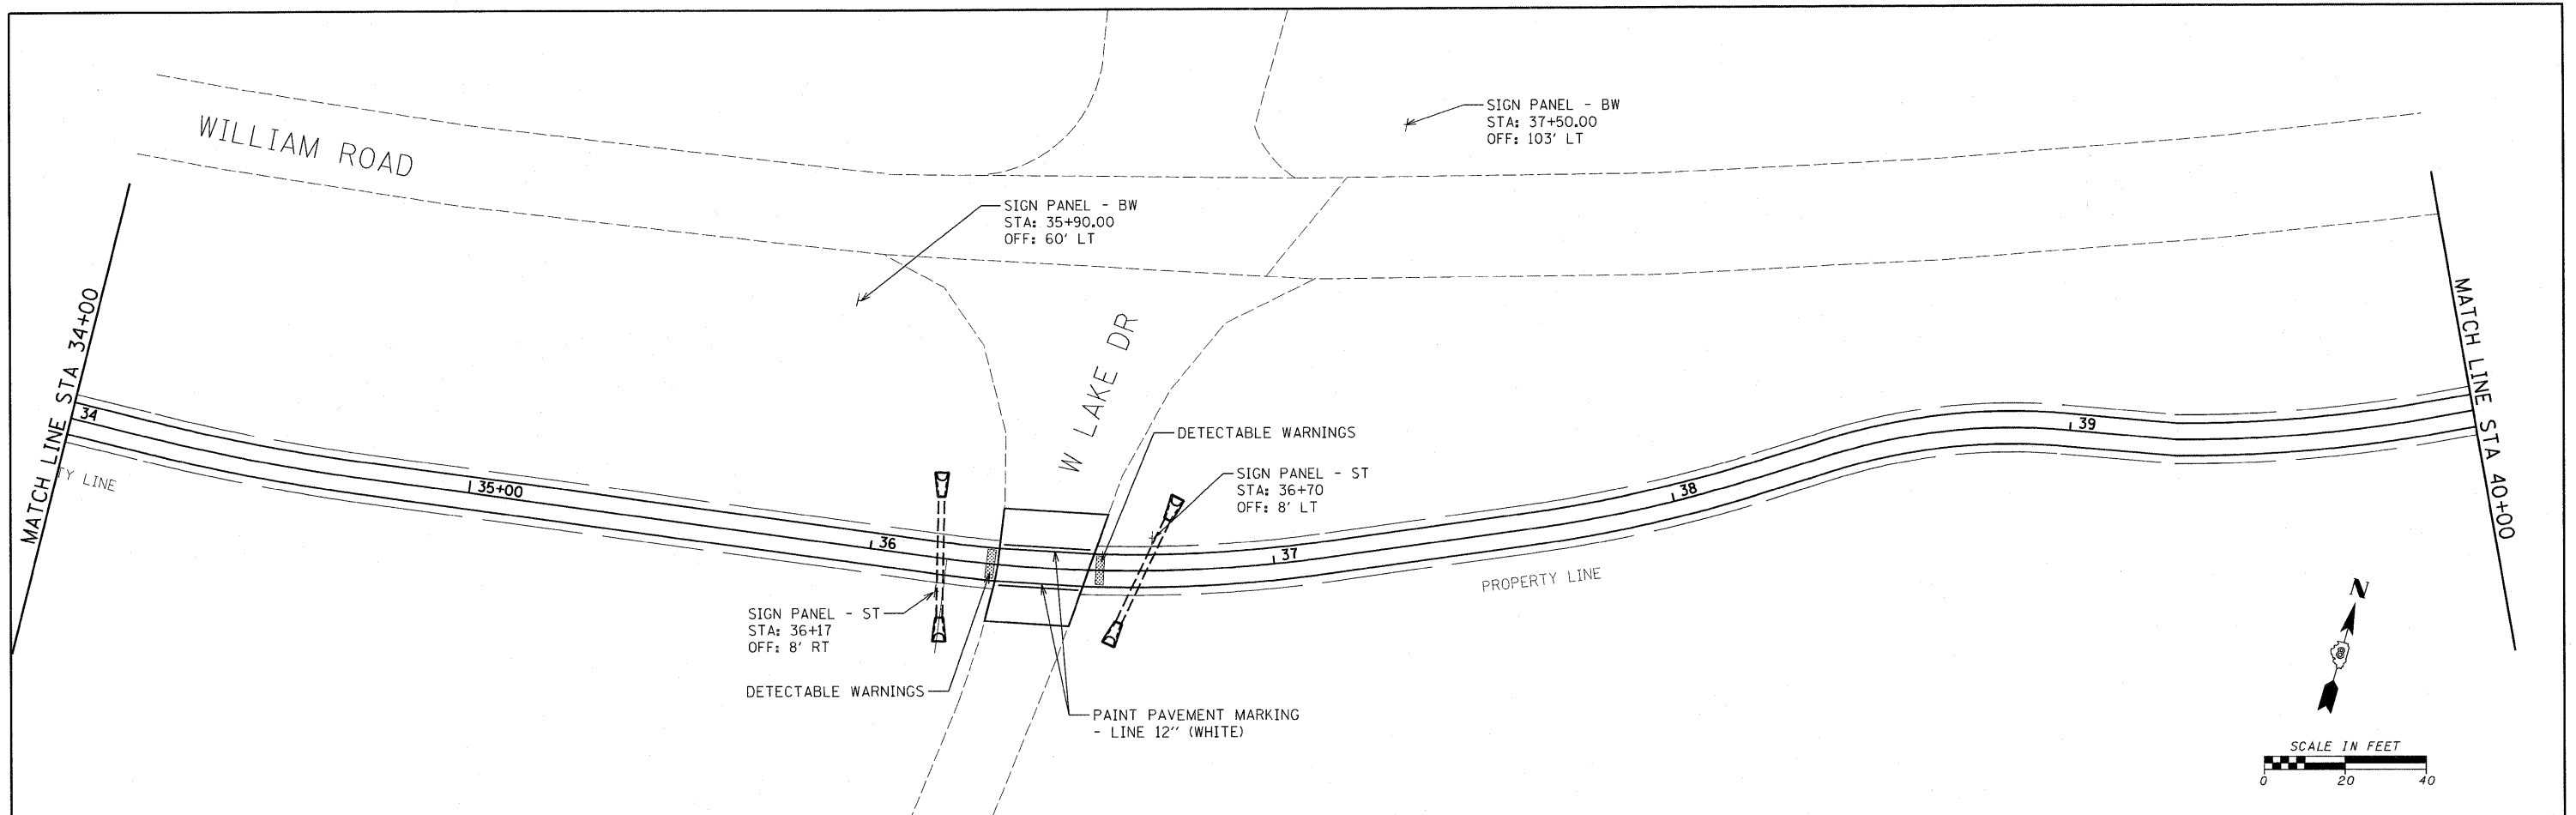 WILLIAM ROAD
SIGN PANEL - BW
STA: 37+50.00
OFF: 103' LT
SIGN PANEL - BW
STA: 35+90.00
OFF: 60' LT
MATCH LINE STA 34+00
MATCH LINE STA 40+00
W LAKE DR
34
TY LINE
35+00
36
37
38
39
DETECTABLE WARNINGS
SIGN PANEL - ST
STA: 36+70
OFF: 8' LT
PROPERTY LINE
SIGN PANEL - ST
STA: 36+17
OFF: 8' RT
DETECTABLE WARNINGS
PAINT PAVEMENT MARKING
- LINE 12'' (WHITE)
N
SCALE IN FEET
0 20 40